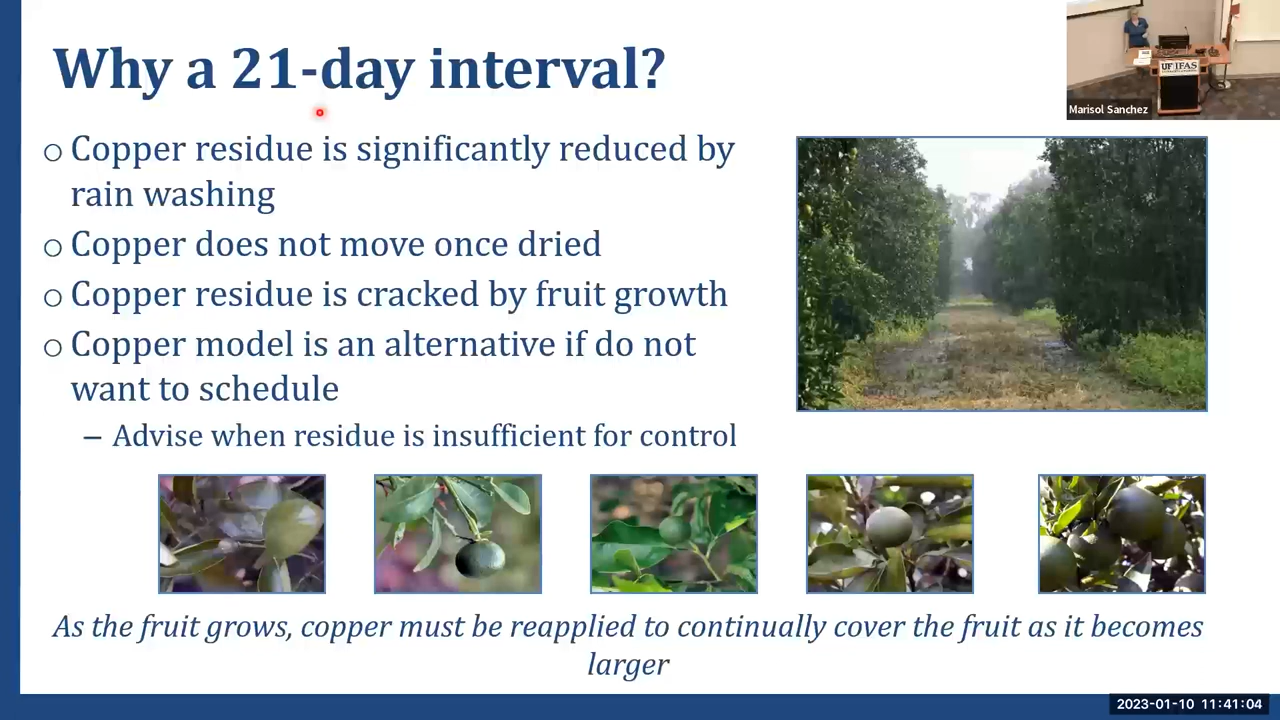 Why a 21-day interval?
Marisol Sanchez
UF IFAS
Copper residue is significantly reduced by
rain washing
Copper does not move once dried
Copper residue is cracked by fruit growth
Copper model is an alternative if do not
want to schedule
– Advise when residue is insufficient for control
As the fruit grows, copper must be reapplied to continually cover the fruit as it becomes
larger
2023-01-10 11:41:04